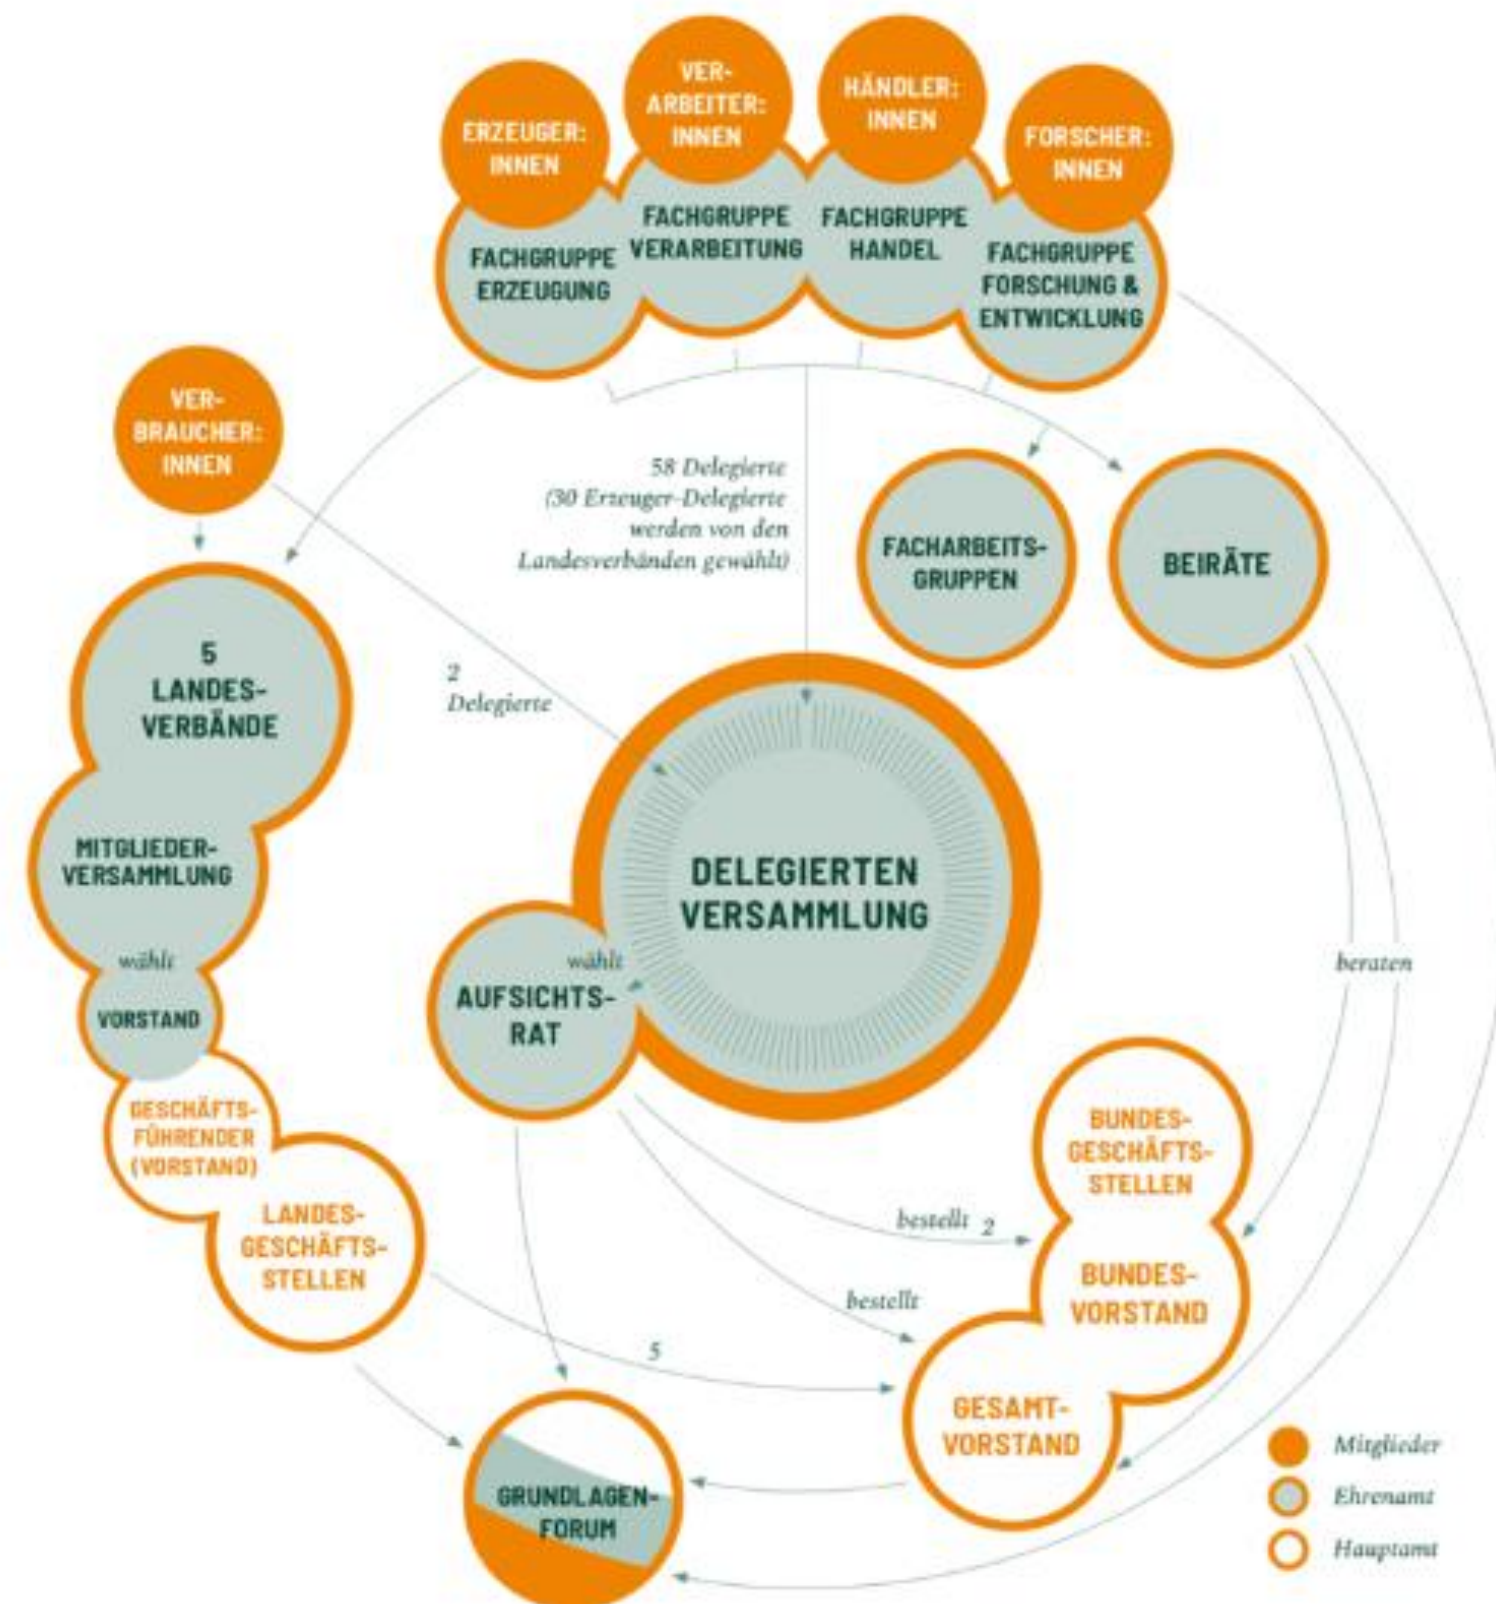 ERZEUGER:
INNEN
VER-
ARBEITER:
INNEN
HÄNDLER:
INNEN
FORSCHER:
INNEN
FACHGRUPPE
ERZEUGUNG
FACHGRUPPE
VERARBEITUNG
FACHGRUPPE
HANDEL
FACHGRUPPE
FORSCHUNG &
ENTWICKLUNG
VER-
BRAUCHER:
INNEN
58 Delegierte
(30 Erzeuger-Delegierte
werden von den
Landesverbänden gewählt)
FACHARBEITS-
GRUPPEN
BEIRÄTE
5
LANDES-
VERBÄNDE
2
Delegierte
MITGLIEDER-
VERSAMMLUNG
wählt
VORSTAND
DELEGIERTEN
VERSAMMLUNG
wählt
AUFSICHTS-
RAT
beraten
GESCHÄFTS-
FÜHRENDER
(VORSTAND)
LANDES-
GESCHÄFTS-
STELLEN
BUNDES-
GESCHÄFTS-
STELLEN
bestellt 2
BUNDES-
VORSTAND
bestellt
5
GESAMT-
VORSTAND
GRUNDLAGEN-
FORUM
Mitglieder
Ehrenamt
Hauptamt